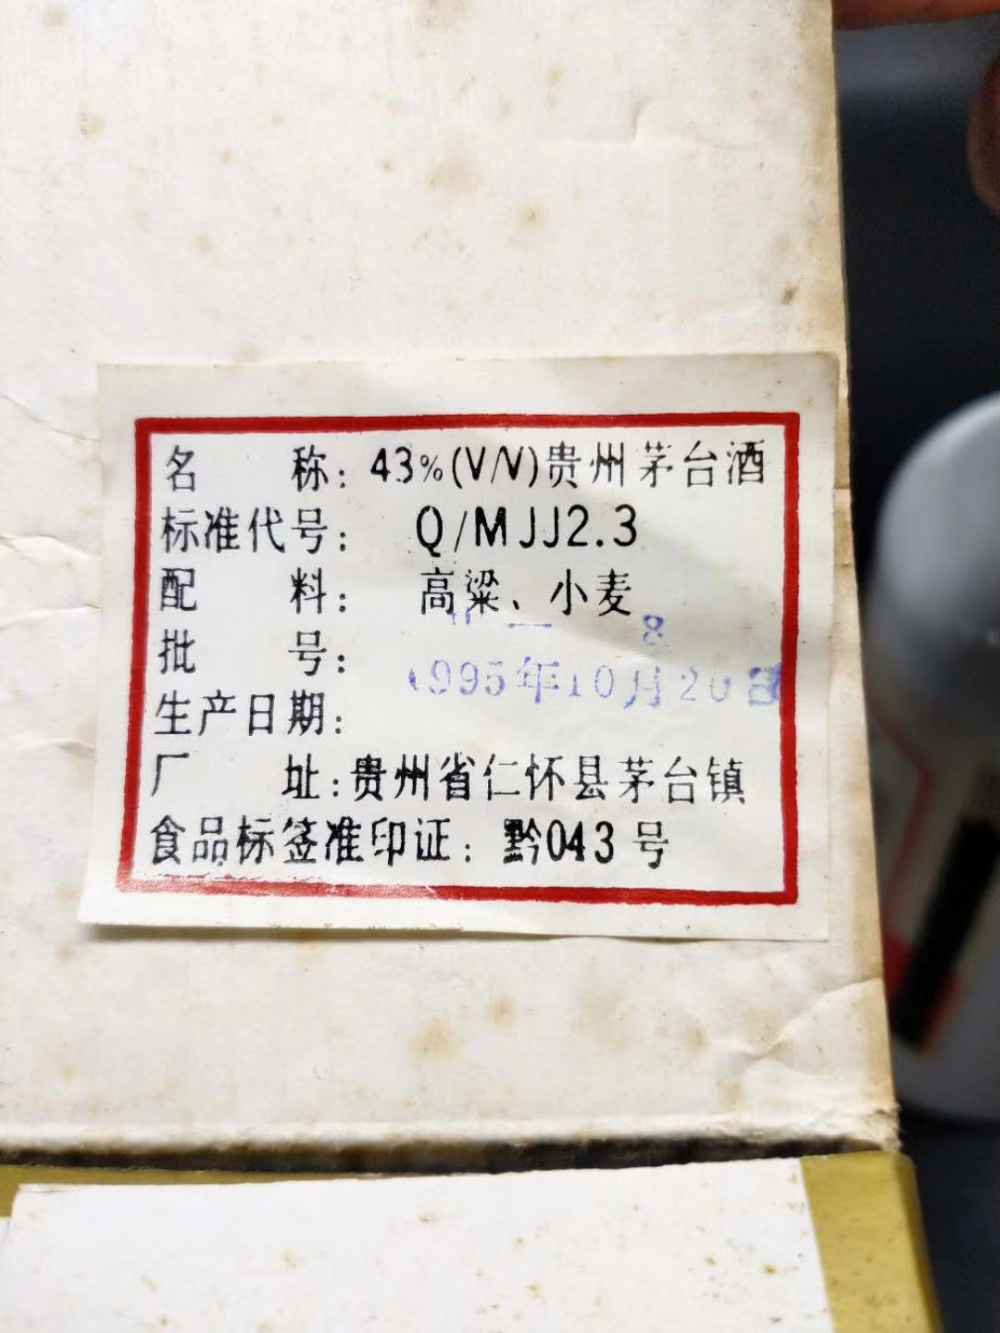 名 称：43%(V/V)贵州茅台酒
标准代号： Q/MJJ2.3
配 料： 高粱、小麦
批 号： 8
1995年10月20日
生产日期：
厂 址：贵州省仁怀县茅台镇
食品标签准印证：黔043号